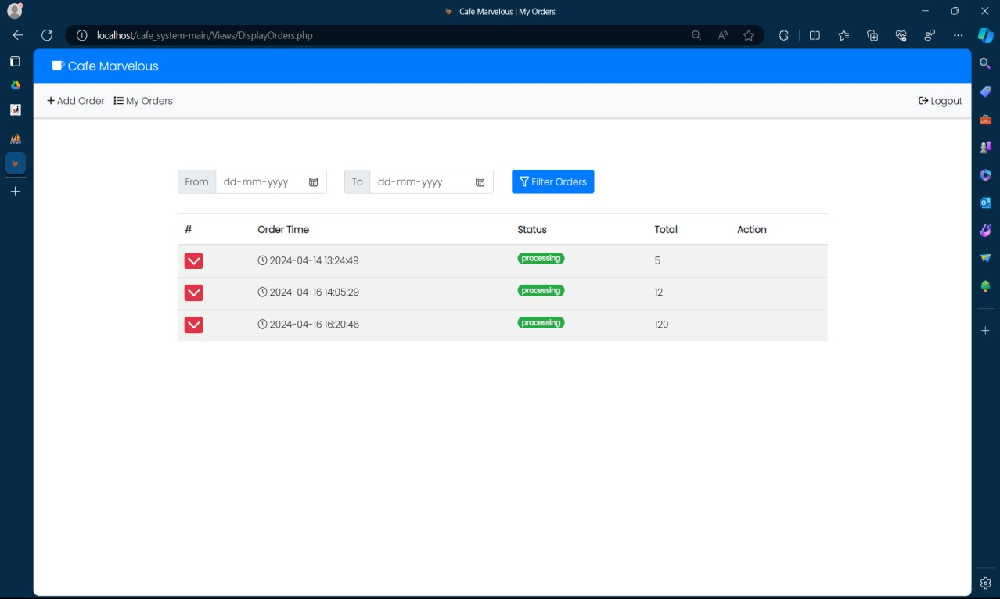 Cafe Marvelous | My Orders
localhost/cafe_system-main/Views/DisplayOrders.php
Cafe Marvelous
Add Order My Orders Logout
From dd-mm-yyyy To dd-mm-yyyy Filter Orders
# Order Time Status Total Action
2024-04-14 13:24:49 processing 5
2024-04-16 14:05:29 processing 12
2024-04-16 16:20:46 processing 120